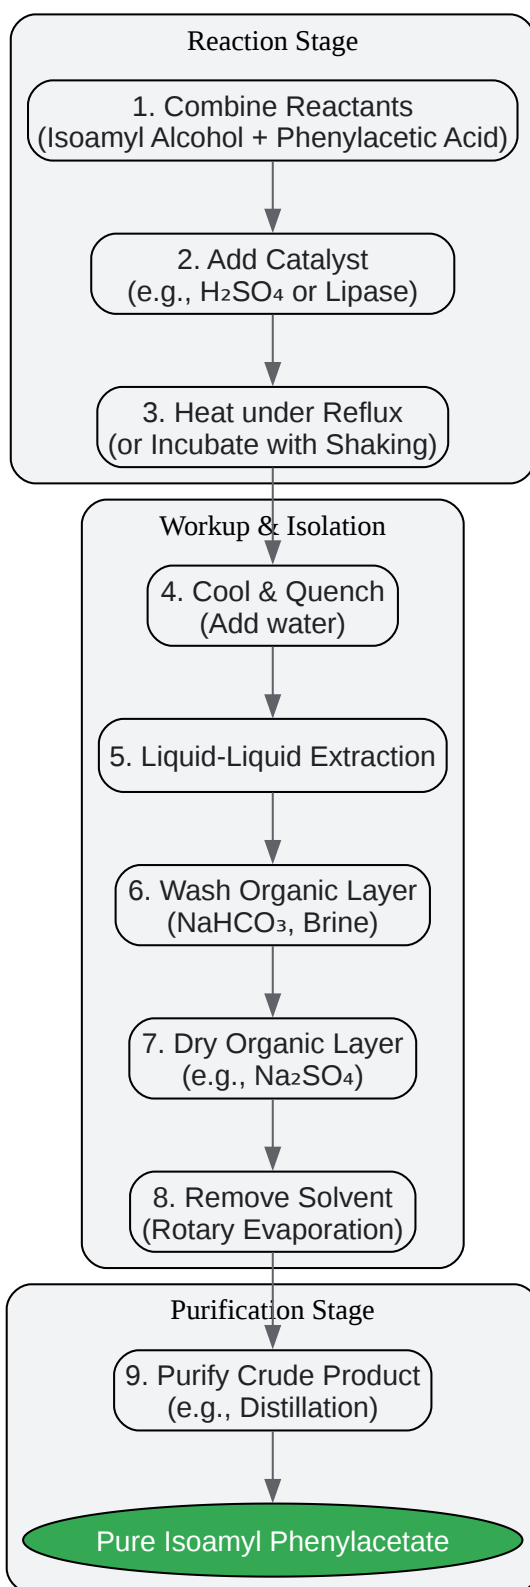 Reaction Stage
1. Combine Reactants
(Isoamyl Alcohol + Phenylacetic Acid)
2. Add Catalyst
(e.g., H₂SO₄ or Lipase)
3. Heat under Reflux
(or Incubate with Shaking)
Workup & Isolation
4. Cool & Quench
(Add water)
5. Liquid-Liquid Extraction
6. Wash Organic Layer
(NaHCO₃, Brine)
7. Dry Organic Layer
(e.g., Na₂SO₄)
8. Remove Solvent
(Rotary Evaporation)
Purification Stage
9. Purify Crude Product
(e.g., Distillation)
Pure Isoamyl Phenylacetate